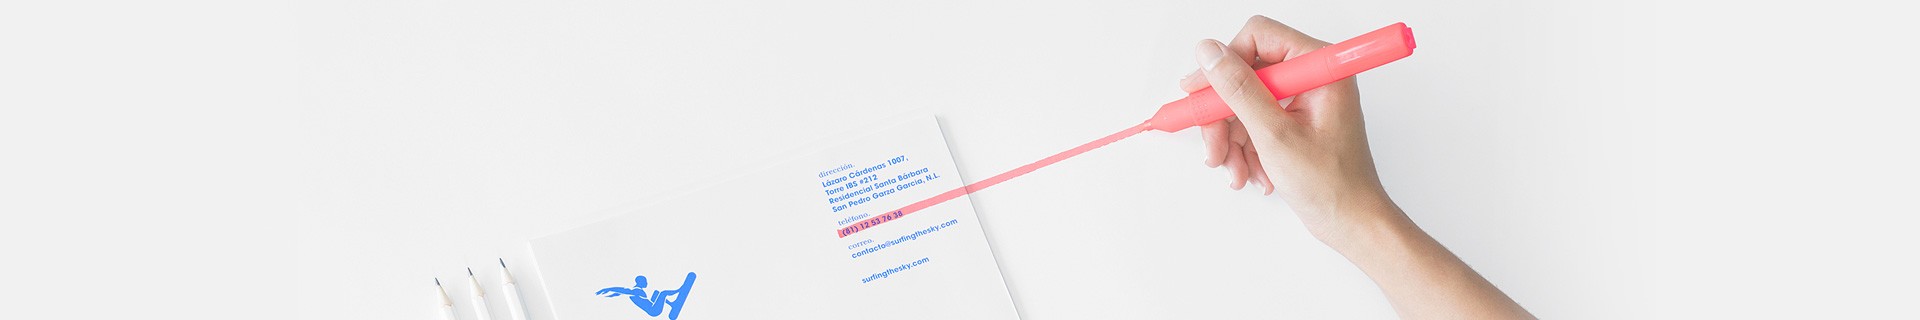 dirección.
Lázaro Cárdenas 1007,
Torre IBS #212
Residencial Santa Bárbara
San Pedro Garza García, N.L.
teléfono.
(81) 12 53 76 38
correo.
contacto@surfingthesky.com
surfingthesky.com